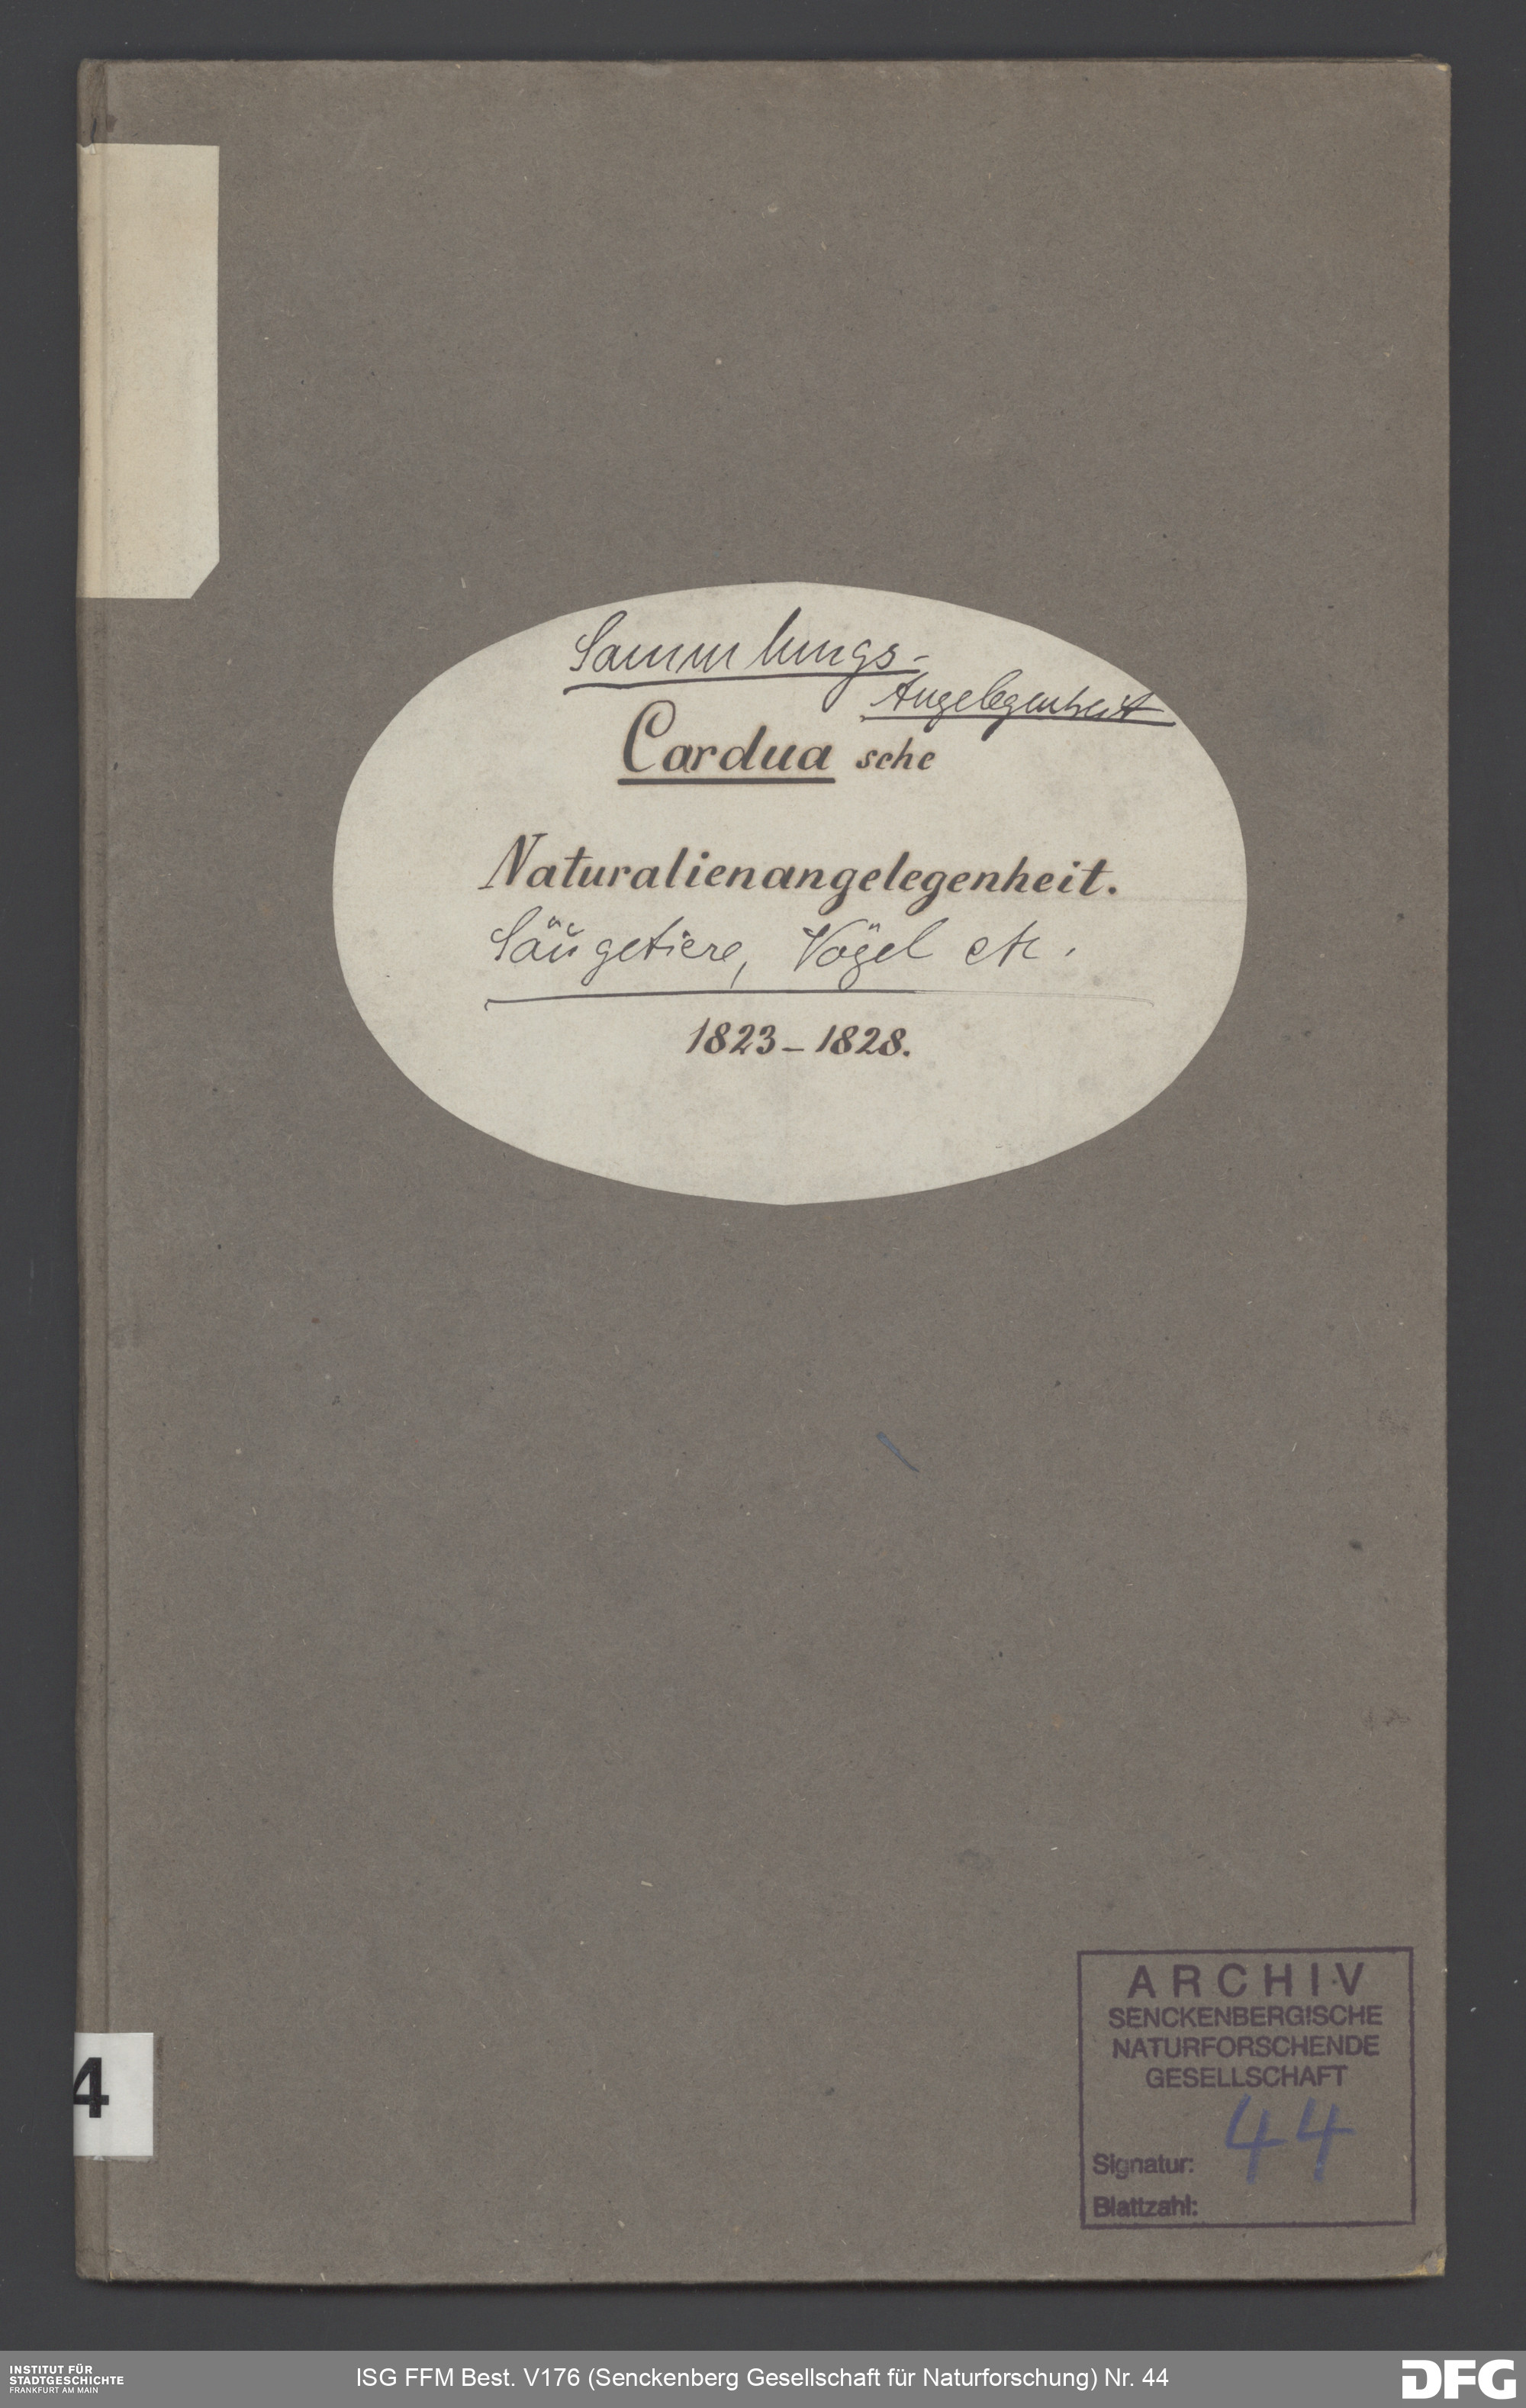 Sammlungs-
Angelegenheit
Cardua sche
Naturalienangelegenheit.
Säugetiere, Vögel etc.
1823-1828.
ARCHIV
SENCKENBERGISCHE
NATURFORSCHENDE
GESELLSCHAFT
44
Signatur:
Blattzahl:
4
INSTITUT FÜR
STADTGESCHICHTE
FRANKFURT AM MAIN
ISG FFM Best. V176 (Senckenberg Gesellschaft für Naturforschung) Nr. 44
DFG